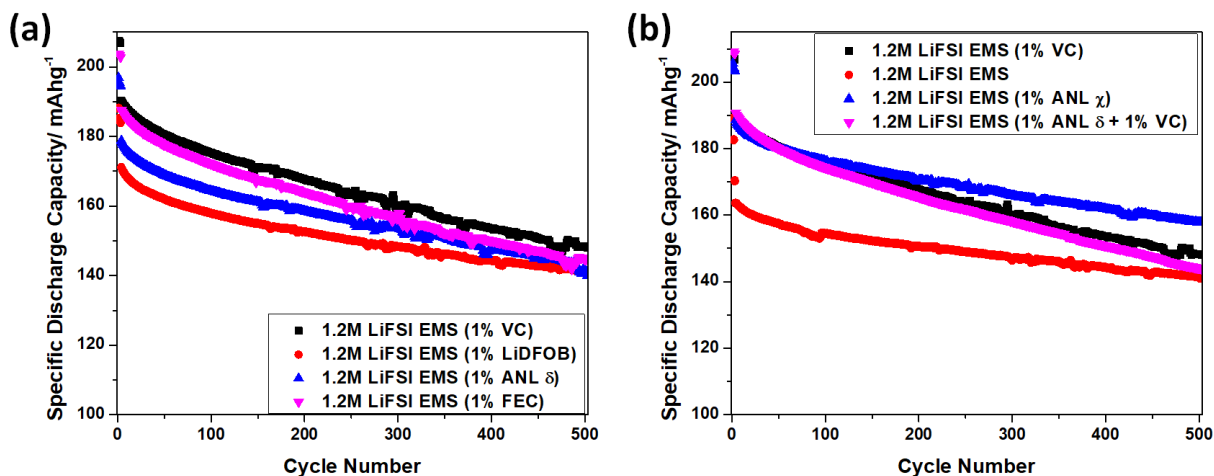 (a)
Specific Discharge Capacity/ mAhg⁻¹
200
180
160
140
120
100
0
100
200
300
400
500
Cycle Number
1.2M LiFSI EMS (1% VC)
1.2M LiFSI EMS (1% LiDFOB)
1.2M LiFSI EMS (1% ANL δ)
1.2M LiFSI EMS (1% FEC)
(b)
Specific Discharge Capacity/ mAhg⁻¹
200
180
160
140
120
100
0
100
200
300
400
500
Cycle Number
1.2M LiFSI EMS (1% VC)
1.2M LiFSI EMS
1.2M LiFSI EMS (1% ANL χ)
1.2M LiFSI EMS (1% ANL δ + 1% VC)